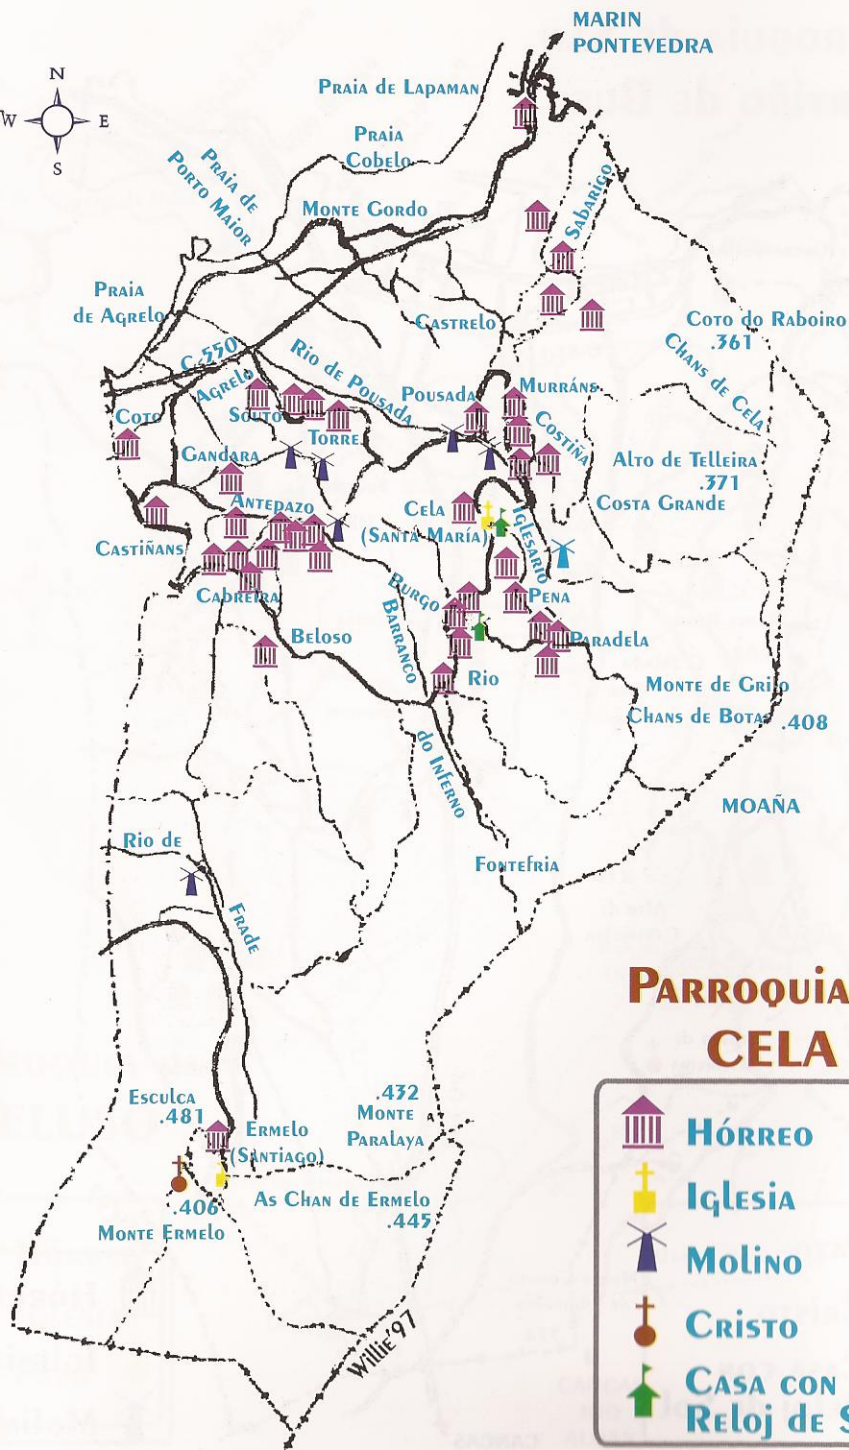 MARIN
PONTEVEDRA
N
W
E
S
Praia de Lapaman
Praia
Cobelo
Praia de
Porto Maior
Monte Gordo
Sabarigo
Praia
de Agrelo
Castrelo
Coto do Raboiro
.361
Chans de Cela
C-550
Agrelo
Rio de Pousada
Pousada
Murráns
Coto
Souto
Torre
Costiña
Gandara
Alto de Telleira
.371
Costa Grande
Antepazo
Cela
(Santa María)
Iglesario
Castiñans
Cabreira
Burgo
Pena
Barranco
do Inferno
Beloso
Paradela
Rio
Monte de Grilo
Chans de Botas
.408
MOAÑA
Rio de
Frade
Fontefria
Parroquia
CELA
Esculca
.481
.432
Monte
Paralaya
Ermelo
(Santiago)
.406
Monte Ermelo
As Chan de Ermelo
.445
Willie'97
Hórreo
Iglesia
Molino
Cristo
Casa con
Reloj de S